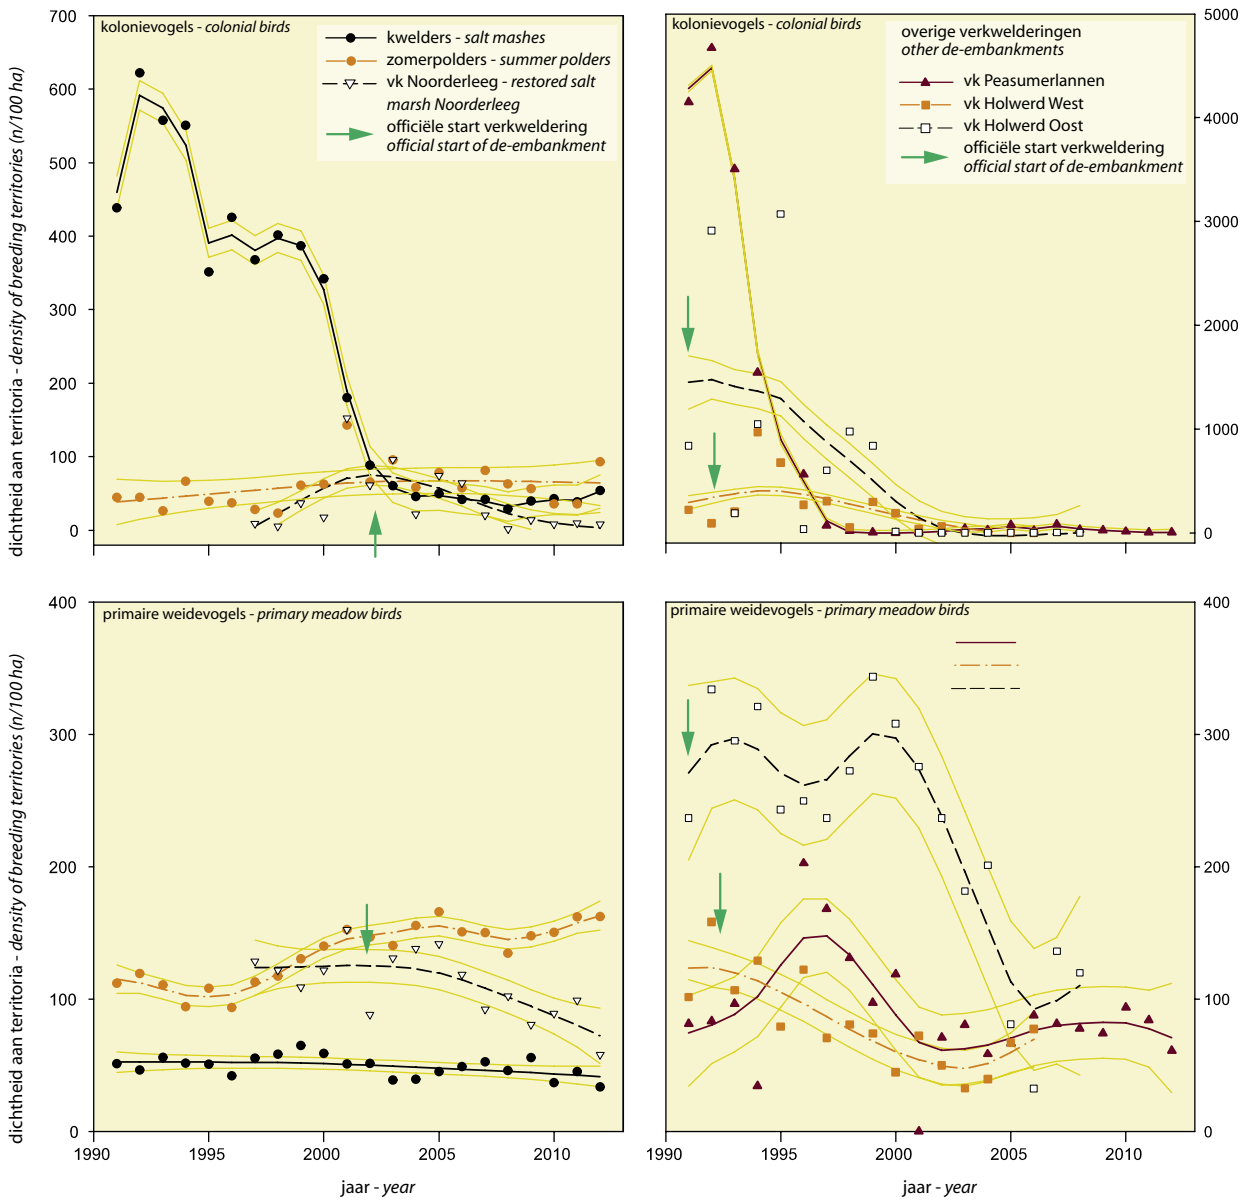 kolonievogels - colonial birds
kwelders - salt mashes
zomerpolders - summer polders
vk Noorderleeg - restored salt
marsh Noorderleeg
officiële start verkweldering
official start of de-embankment
700
600
500
400
300
200
100
0
dichtheid aan territoria - density of breeding territories (n/100 ha)
kolonievogels - colonial birds
overige verkwelderingen
other de-embankments
vk Peasumerlannen
vk Holwerd West
vk Holwerd Oost
officiële start verkweldering
official start of de-embankment
5000
4000
3000
2000
1000
0
primaire weidevogels - primary meadow birds
400
300
200
100
0
dichtheid aan territoria - density of breeding territories (n/100 ha)
1990
1995
2000
2005
2010
jaar - year
primaire weidevogels - primary meadow birds
400
300
200
100
0
1990
1995
2000
2005
2010
jaar - year